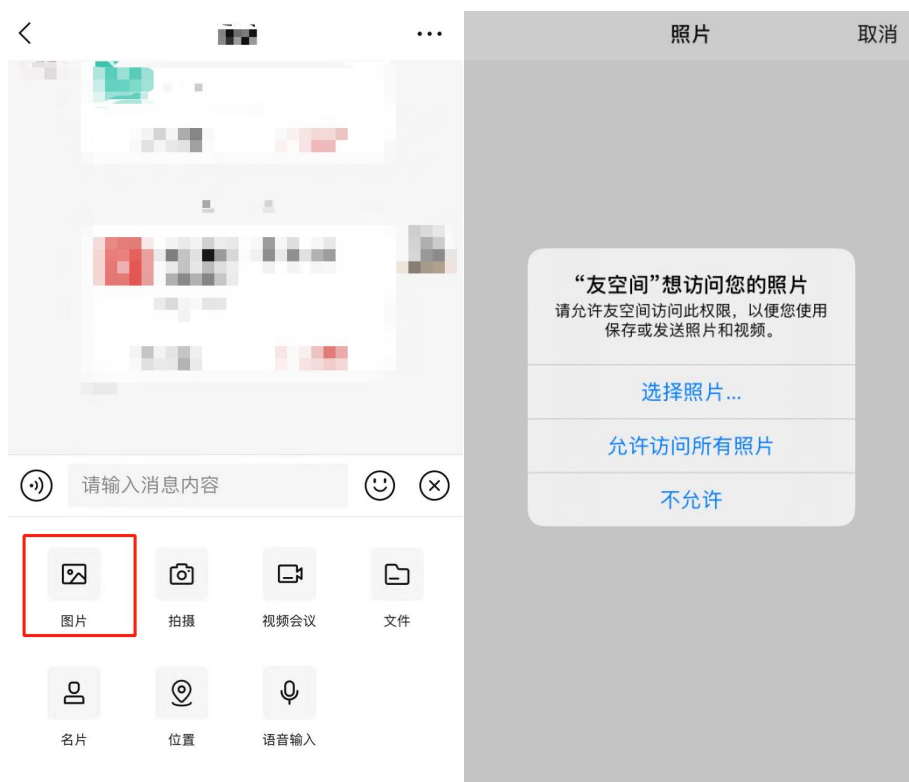 请输入消息内容
图片
拍摄
视频会议
文件
名片
位置
语音输入
照片
取消
“友空间”想访问您的照片
请允许友空间访问此权限，以便您使用
保存或发送照片和视频。
选择照片...
允许访问所有照片
不允许